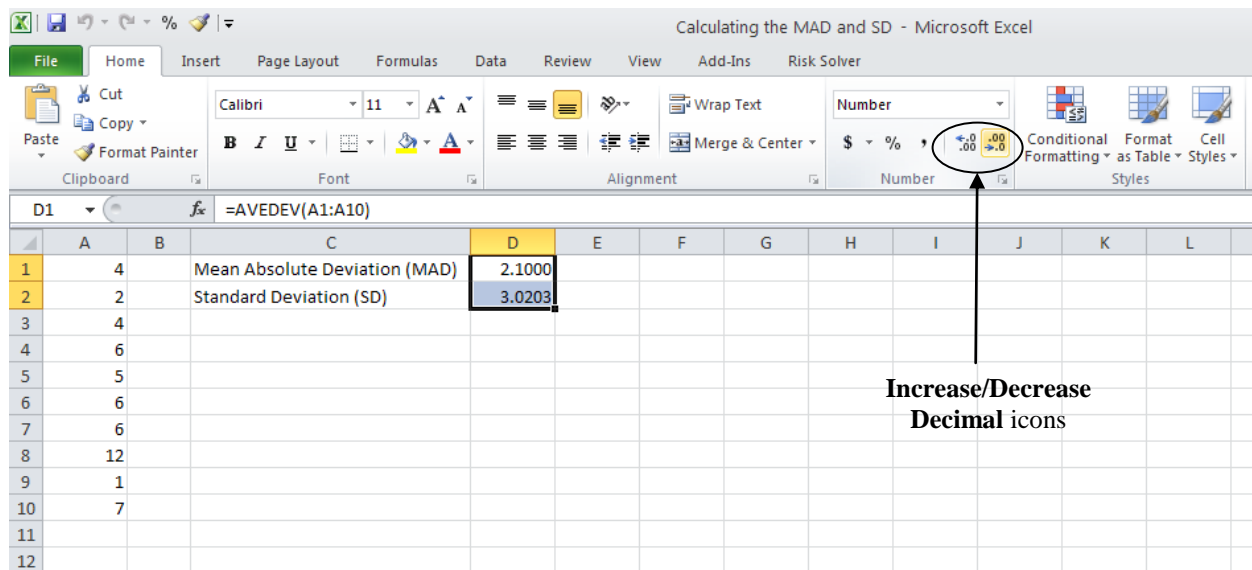 Calculating the MAD and SD - Microsoft Excel
File Home Insert Page Layout Formulas Data Review View Add-Ins Risk Solver
Paste
Cut
Copy
Format Painter
Clipboard
Calibri 11 A A
B I U A
Font
Wrap Text
Merge & Center
Alignment
Number
$ % , .0 .00 .00 .0
Number
Conditional Formatting
Format as Table
Cell Styles
Styles
D1 fx =AVEDEV(A1:A10)
A B C D E F G H I J K L
1 4 Mean Absolute Deviation (MAD) 2.1000
2 2 Standard Deviation (SD) 3.0203
3 4
4 6
5 5
6 6
7 6
8 12
9 1
10 7
11
12
Increase/Decrease
Decimal icons